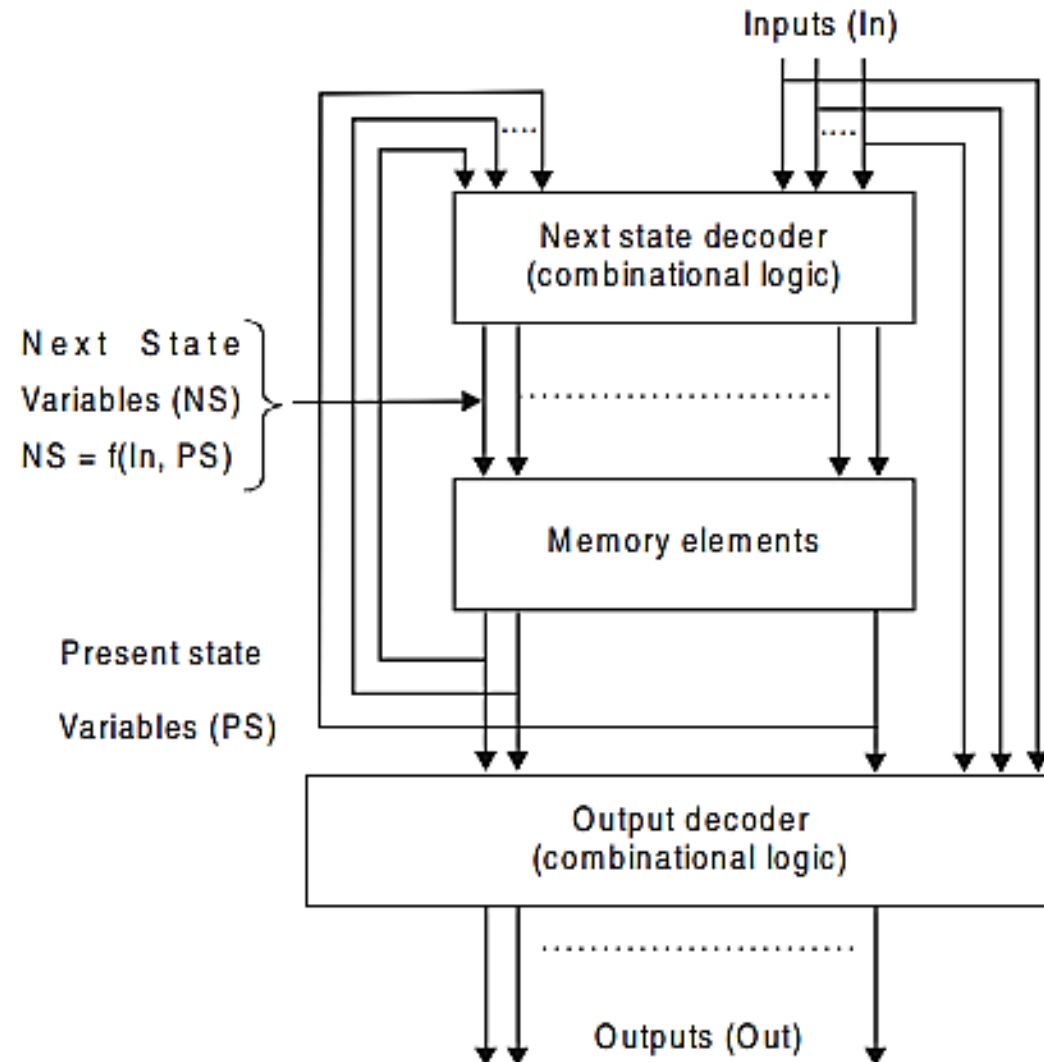 Inputs (In)
Next state decoder
(combinational logic)
Next State
Variables (NS)
NS = f(In, PS)
Memory elements
Present state
Variables (PS)
Output decoder
(combinational logic)
Outputs (Out)